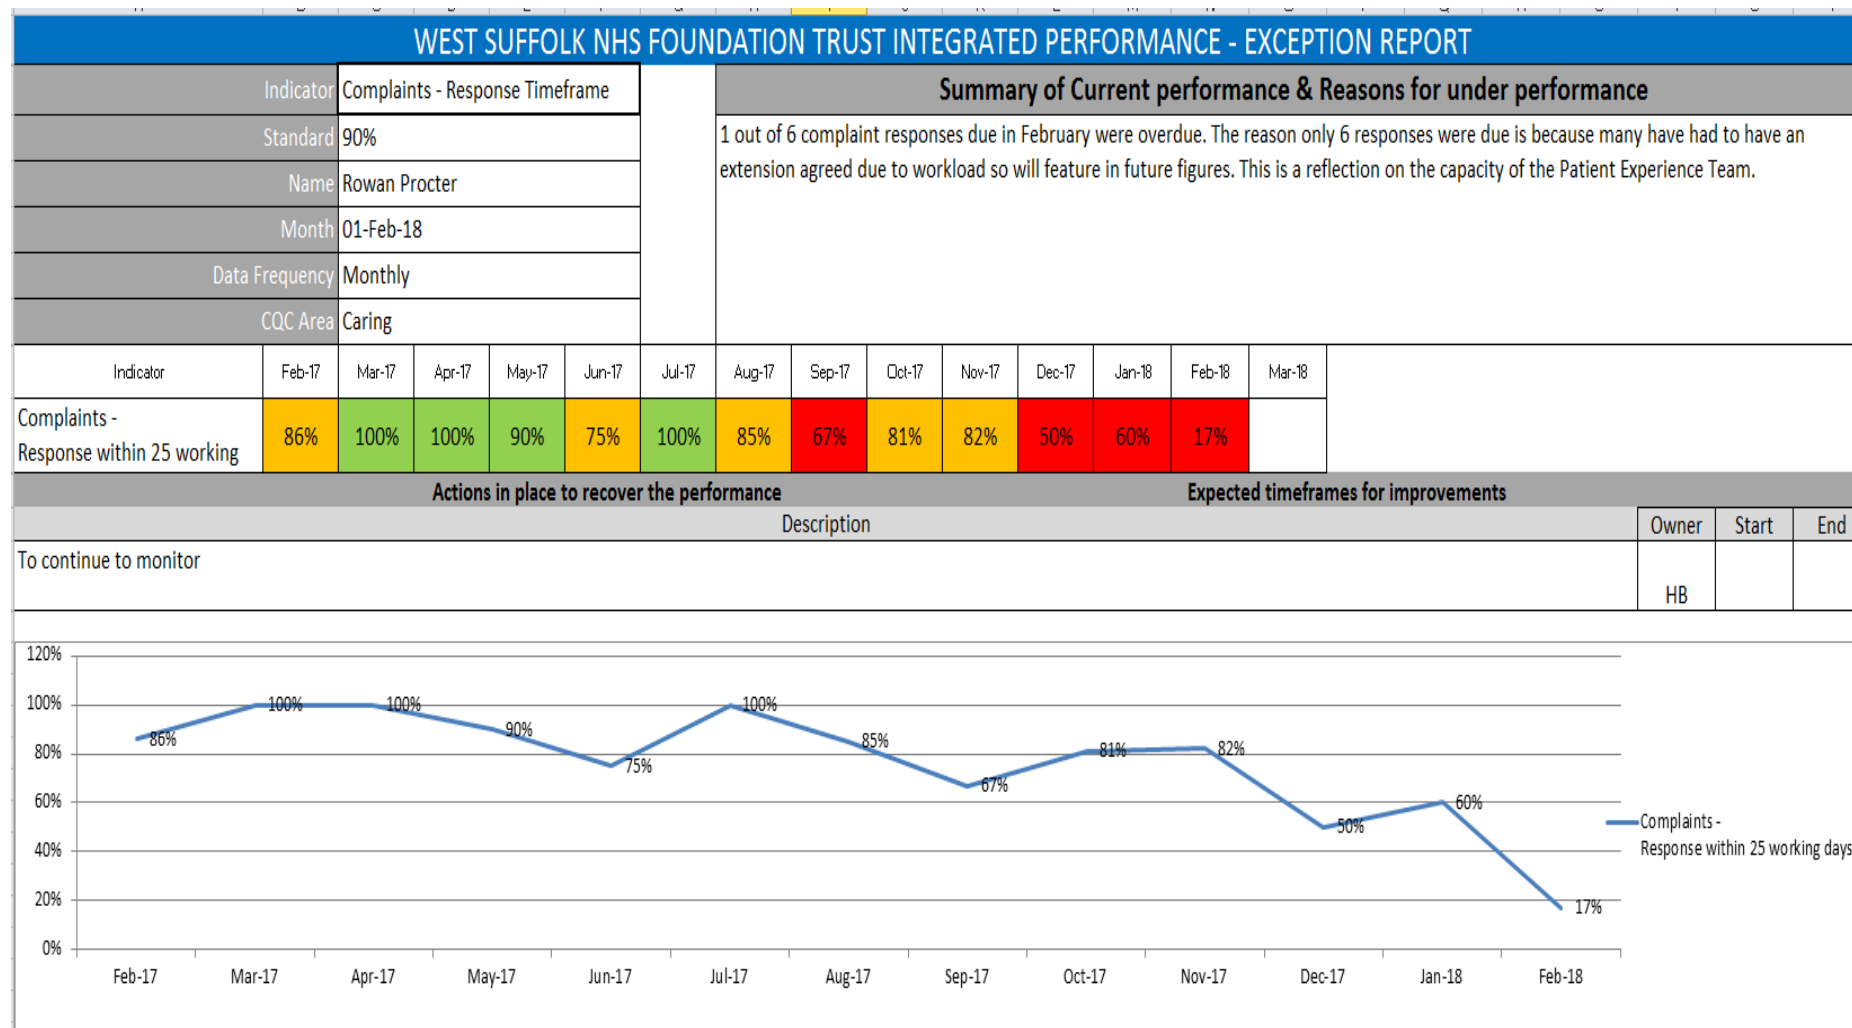 WEST SUFFOLK NHS FOUNDATION TRUST INTEGRATED PERFORMANCE - EXCEPTION REPORT
Indicator Complaints - Response Timeframe
Standard 90%
Name Rowan Procter
Month 01-Feb-18
Data Frequency Monthly
CQC Area Caring
Summary of Current performance & Reasons for under performance
1 out of 6 complaint responses due in February were overdue. The reason only 6 responses were due is because many have had to have an
extension agreed due to workload so will feature in future figures. This is a reflection on the capacity of the Patient Experience Team.
Indicator Feb-17 Mar-17 Apr-17 May-17 Jun-17 Jul-17 Aug-17 Sep-17 Oct-17 Nov-17 Dec-17 Jan-18 Feb-18 Mar-18
Complaints -
Response within 25 working
86% 100% 100% 90% 75% 100% 85% 67% 81% 82% 50% 60% 17%
Actions in place to recover the performance Expected timeframes for improvements
Description Owner Start End
To continue to monitor
HB
120%
100%
80%
60%
40%
20%
0%
86% 100% 100% 90% 75% 100% 85% 67% 81% 82% 50% 60% 17%
Feb-17 Mar-17 Apr-17 May-17 Jun-17 Jul-17 Aug-17 Sep-17 Oct-17 Nov-17 Dec-17 Jan-18 Feb-18
Complaints -
Response within 25 working days